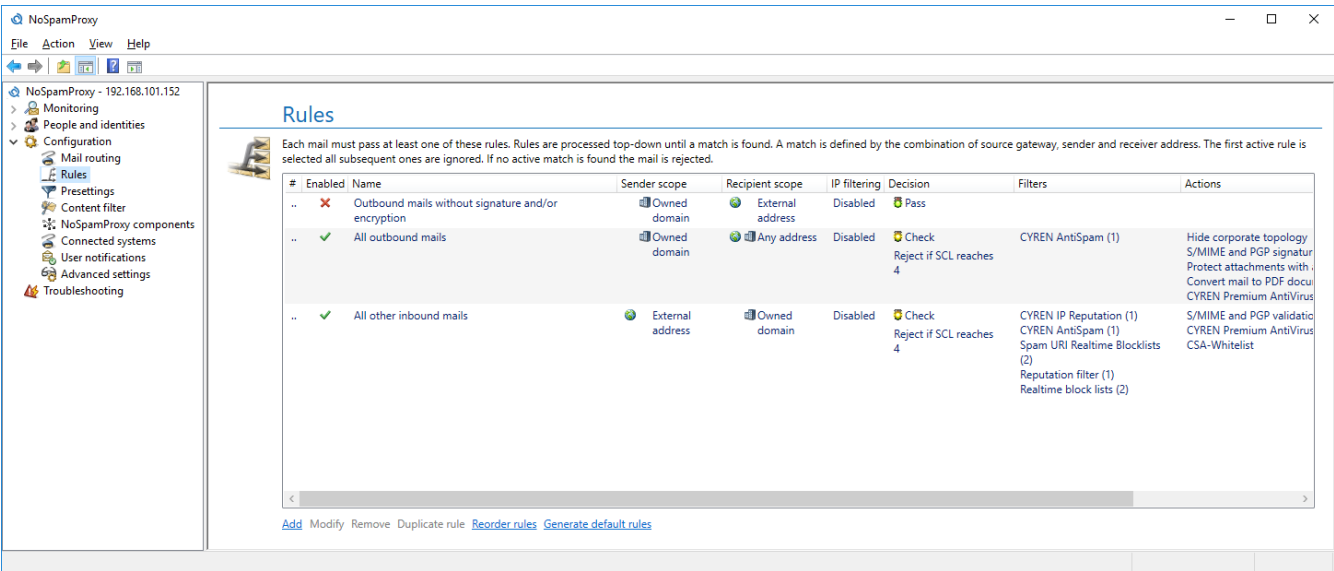 NoSpamProxy
File Action View Help
NoSpamProxy - 192.168.101.152
Monitoring
People and identities
Configuration
Mail routing
Rules
Presettings
Content filter
NoSpamProxy components
Connected systems
User notifications
Advanced settings
Troubleshooting
Rules
Each mail must pass at least one of these rules. Rules are processed top-down until a match is found. A match is defined by the combination of source gateway, sender and receiver address. The first active rule is
selected all subsequent ones are ignored. If no active match is found the mail is rejected.
# Enabled Name Sender scope Recipient scope IP filtering Decision Filters Actions
.. Outbound mails without signature and/or Owned External Disabled Pass
encryption domain address
.. All outbound mails Owned Any address Disabled Check CYREN AntiSpam (1) Hide corporate topology
domain Reject if SCL reaches S/MIME and PGP signatur
4 Protect attachments with
Convert mail to PDF docu
CYREN Premium AntiVirus
.. All other inbound mails External Owned Disabled Check CYREN IP Reputation (1) S/MIME and PGP validatio
address domain Reject if SCL reaches CYREN AntiSpam (1) CYREN Premium AntiVirus
4 Spam URI Realtime Blocklists CSA-Whitelist
(2)
Reputation filter (1)
Realtime block lists (2)
Add Modify Remove Duplicate rule Reorder rules Generate default rules